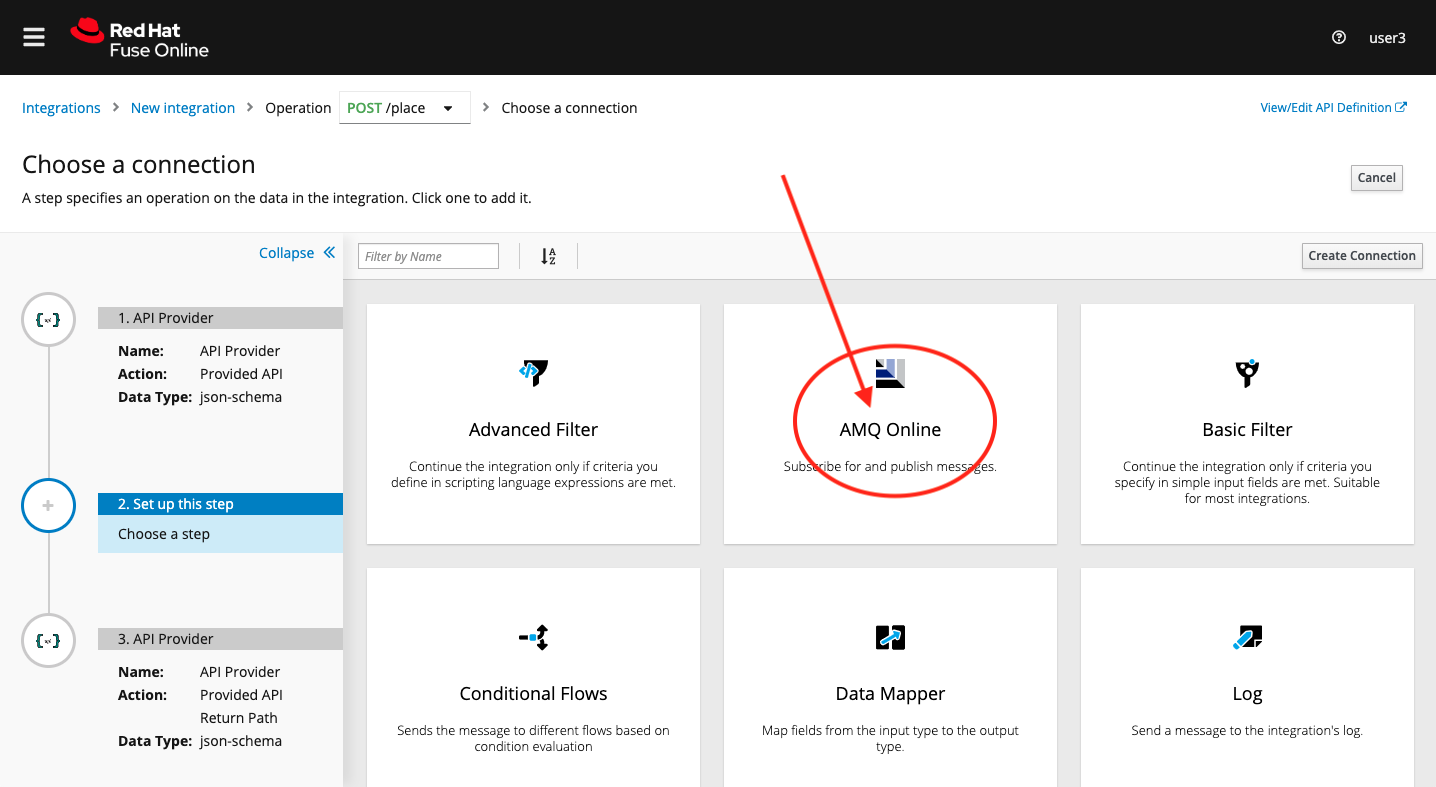 Red Hat
Fuse Online
user3
Integrations > New integration > Operation POST /place > Choose a connection
View/Edit API Definition
Choose a connection
A step specifies an operation on the data in the integration. Click one to add it.
Cancel
Collapse
Filter by Name
Create Connection
1. API Provider
Name: API Provider
Action: Provided API
Data Type: json-schema
2. Set up this step
Choose a step
3. API Provider
Name: API Provider
Action: Provided API
Return Path
Data Type: json-schema
Advanced Filter
Continue the integration only if criteria you
define in scripting language expressions are met.
AMQ Online
Subscribe for and publish messages.
Basic Filter
Continue the integration only if criteria you
specify in simple input fields are met. Suitable
for most integrations.
Conditional Flows
Sends the message to different flows based on
condition evaluation
Data Mapper
Map fields from the input type to the output
type.
Log
Send a message to the integration's log.